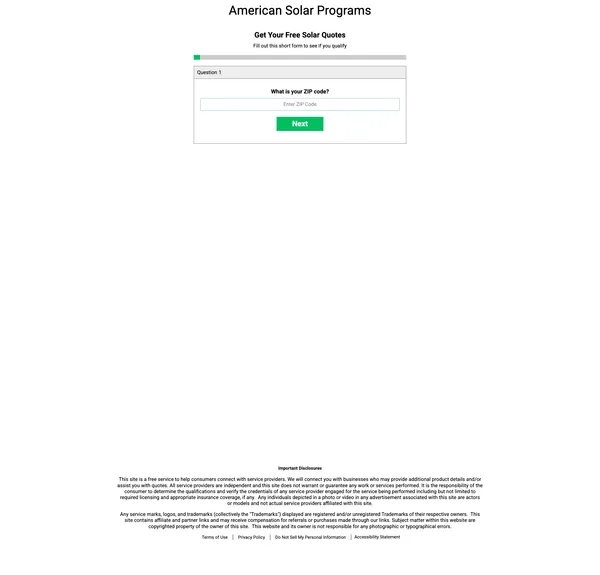 American Solar Programs
Get Your Free Solar Quotes
Fill out this short form to see if you qualify
Question 1
What is your ZIP code?
Enter ZIP Code
Next
Important Disclosures
This site is a free service to help consumers connect with service providers. We will connect you with businesses who may provide additional product details and/or
assist you with quotes. All service providers are independent and this site does not warrant or guarantee any work or services performed. It is the responsibility of the
consumer to determine the qualifications and verify the credentials of any service provider engaged for the service being performed including but not limited to
required licensing and appropriate insurance coverage, if any. Any individuals depicted in a photo or video in any advertisement associated with this site are actors
or models and not actual service providers affiliated with this site.
Any service marks, logos, and trademarks (collectively the "Trademarks") displayed are registered and/or unregistered Trademarks of their respective owners. This
site contains affiliate and partner links and may receive compensation for referrals or purchases made through our links. Subject matter within this website are
copyrighted property of the owner of this site. This website and its owner is not responsible for any photographic or typographical errors.
Terms of Use | Privacy Policy | Do Not Sell My Personal Information | Accessibility Statement